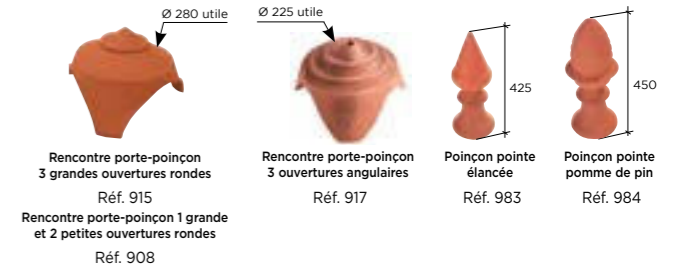 Ø 280 utile
Ø 225 utile
425
450
Rencontre porte-poinçon
3 grandes ouvertures rondes
Réf. 915
Rencontre porte-poinçon 1 grande
et 2 petites ouvertures rondes
Réf. 908
Rencontre porte-poinçon
3 ouvertures angulaires
Réf. 917
Poinçon pointe
élancée
Réf. 983
Poinçon pointe
pomme de pin
Réf. 984